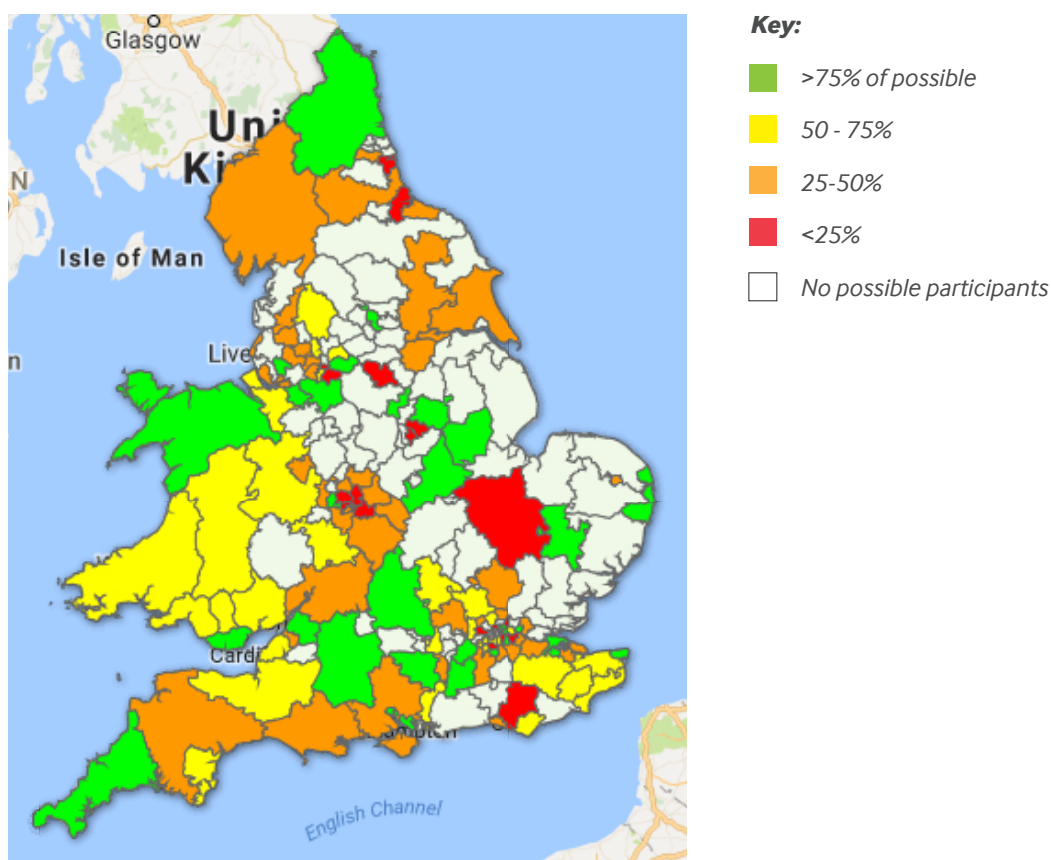 Glasgow
Uni
Ki
N
Isle of Man
Live
n
Cardi
English Channel
Key:
>75% of possible
50 - 75%
25-50%
<25%
No possible participants